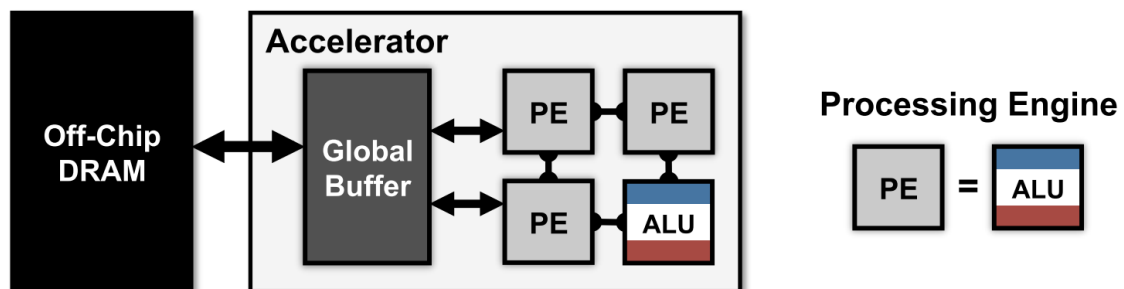 Accelerator
Off-Chip
DRAM
Global
Buffer
PE
PE
PE
ALU
Processing Engine
PE
=
ALU